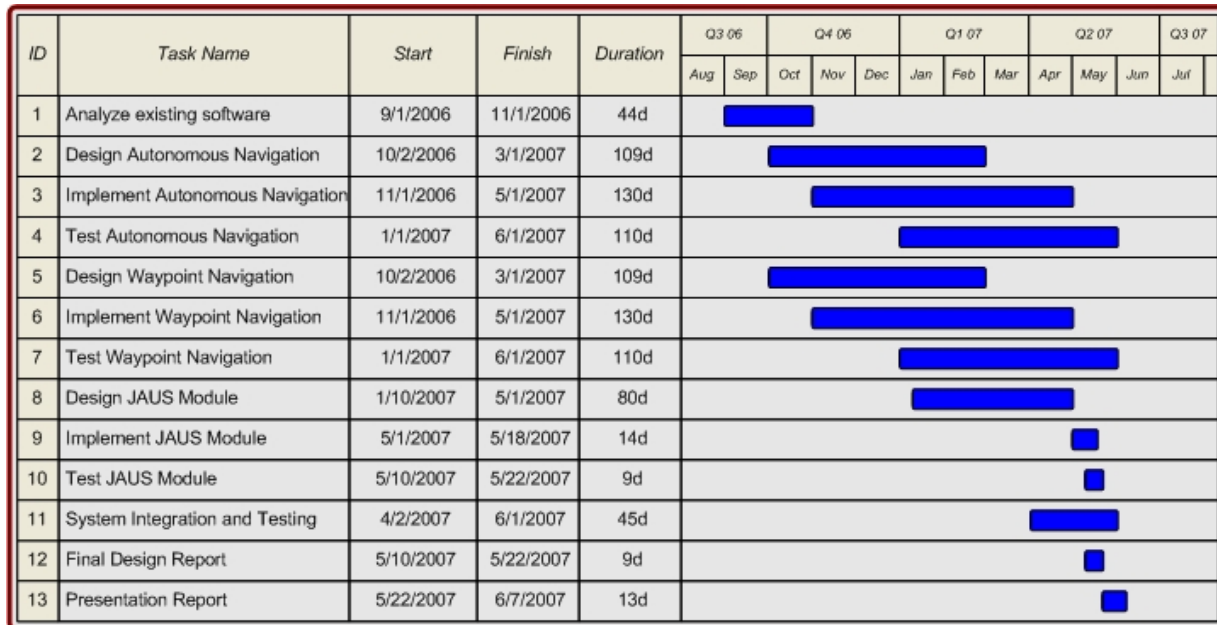 ID Task Name Start Finish Duration Q3 06 Q4 06 Q1 07 Q2 07 Q3 07
Aug Sep Oct Nov Dec Jan Feb Mar Apr May Jun Jul
1 Analyze existing software 9/1/2006 11/1/2006 44d
2 Design Autonomous Navigation 10/2/2006 3/1/2007 109d
3 Implement Autonomous Navigation 11/1/2006 5/1/2007 130d
4 Test Autonomous Navigation 1/1/2007 6/1/2007 110d
5 Design Waypoint Navigation 10/2/2006 3/1/2007 109d
6 Implement Waypoint Navigation 11/1/2006 5/1/2007 130d
7 Test Waypoint Navigation 1/1/2007 6/1/2007 110d
8 Design JAUS Module 1/10/2007 5/1/2007 80d
9 Implement JAUS Module 5/1/2007 5/18/2007 14d
10 Test JAUS Module 5/10/2007 5/22/2007 9d
11 System Integration and Testing 4/2/2007 6/1/2007 45d
12 Final Design Report 5/10/2007 5/22/2007 9d
13 Presentation Report 5/22/2007 6/7/2007 13d